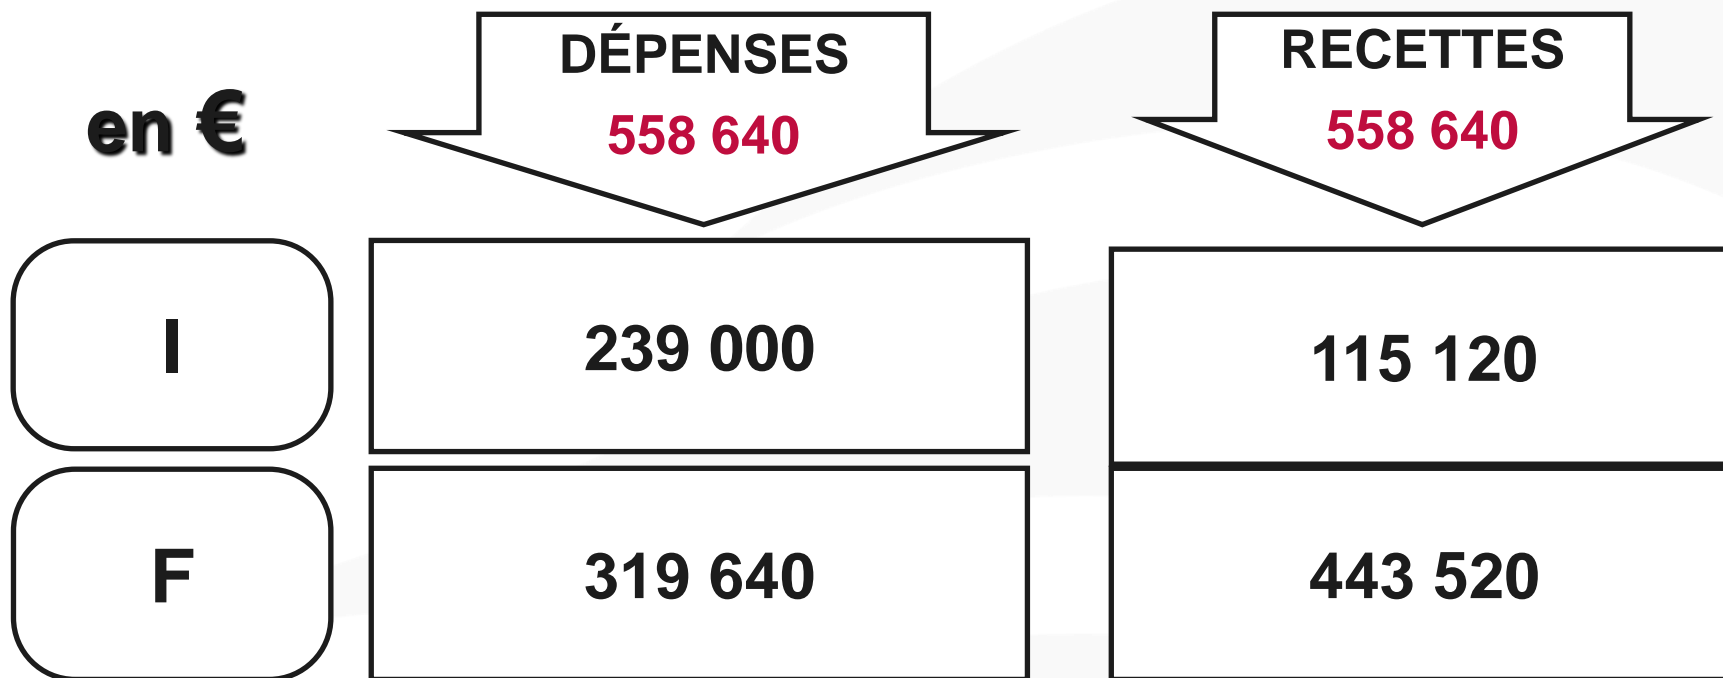 en €
DÉPENSES
558 640
RECETTES
558 640
I
239 000
115 120
F
319 640
443 520